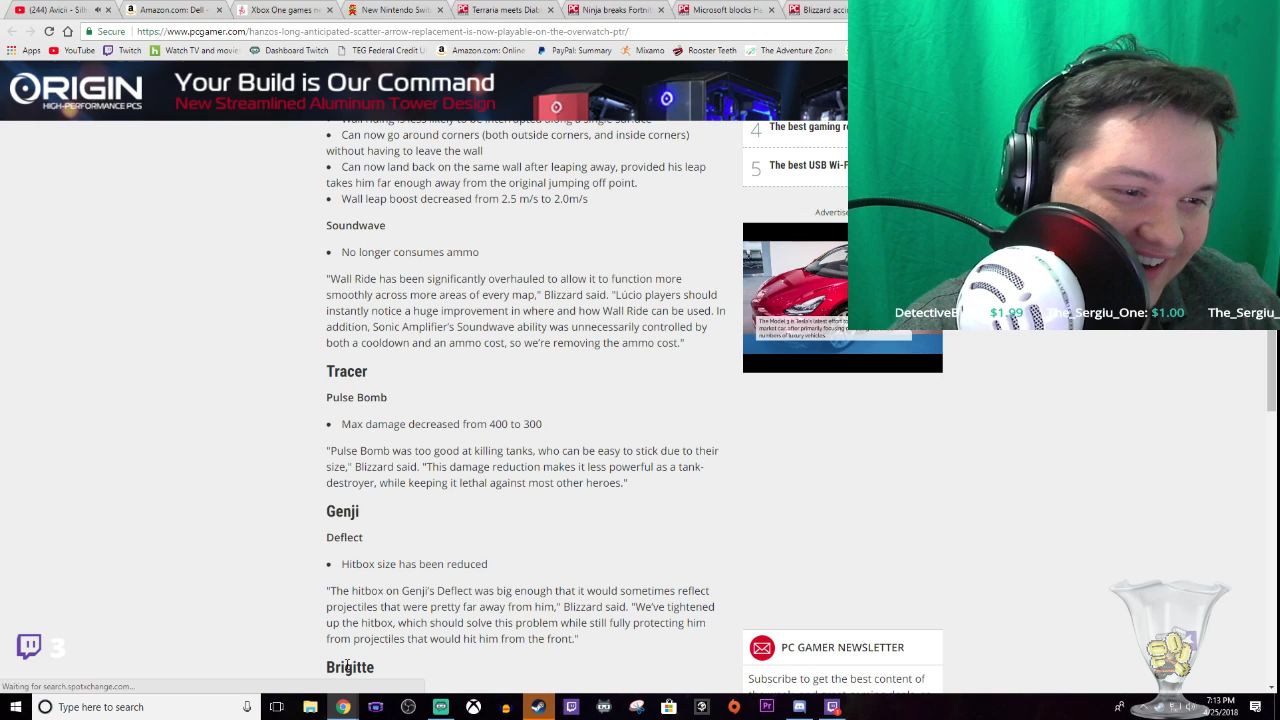 (244) Avicii - Silh
Amazon.com: Dell -
Xbox One games ne
New Nintendo Swit
Terraria meets Diab
Ninja breaks Fortnit
Microsoft blocks Ha
Blizzard acc
Secure https://www.pcgamer.com/hanzos-long-anticipated-scatter-arrow-replacement-is-now-playable-on-the-overwatch-ptr/
Apps YouTube Twitch Watch TV and movies Dashboard Twitch TEG Federal Credit U Amazon.com: Online PayPal: Summary Mixamo Rooster Teeth The Adventure Zone
ORIGIN
HIGH-PERFORMANCE PCS
Your Build is Our Command
New Streamlined Aluminum Tower Design
Can now go around corners (both outside corners, and inside corners)
without having to leave the wall
Can now land back on the same wall after leaping away, provided his leap
takes him far enough away from the original jumping off point.
Wall leap boost decreased from 2.5 m/s to 2.0m/s
Soundwave
No longer consumes ammo
"Wall Ride has been significantly overhauled to allow it to function more
smoothly across more areas of every map," Blizzard said. "Lúcio players should
instantly notice a huge improvement in where and how Wall Ride can be used. In
addition, Sonic Amplifier's Soundwave ability was unnecessarily controlled by
both a cooldown and an ammo cost, so we're removing the ammo cost."
Tracer
Pulse Bomb
Max damage decreased from 400 to 300
"Pulse Bomb was too good at killing tanks, who can be easy to stick due to their
size," Blizzard said. "This damage reduction makes it less powerful as a tank-
destroyer, while keeping it lethal against most other heroes."
Genji
Deflect
Hitbox size has been reduced
"The hitbox on Genji's Deflect was big enough that it would sometimes reflect
projectiles that were pretty far away from him," Blizzard said. "We've tightened
up the hitbox, which should solve this problem while still fully protecting him
from projectiles that would hit him from the front."
Brigitte
4 The best gaming
5 The best USB Wi-F
Advertise
DetectiveB $1.99 The_Sergiu_One: $1.00 The_Sergiu_
PC GAMER NEWSLETTER
Subscribe to get the best content of
3
Waiting for search.spotxchange.com...
Type here to search
7:13 PM
4/25/2018